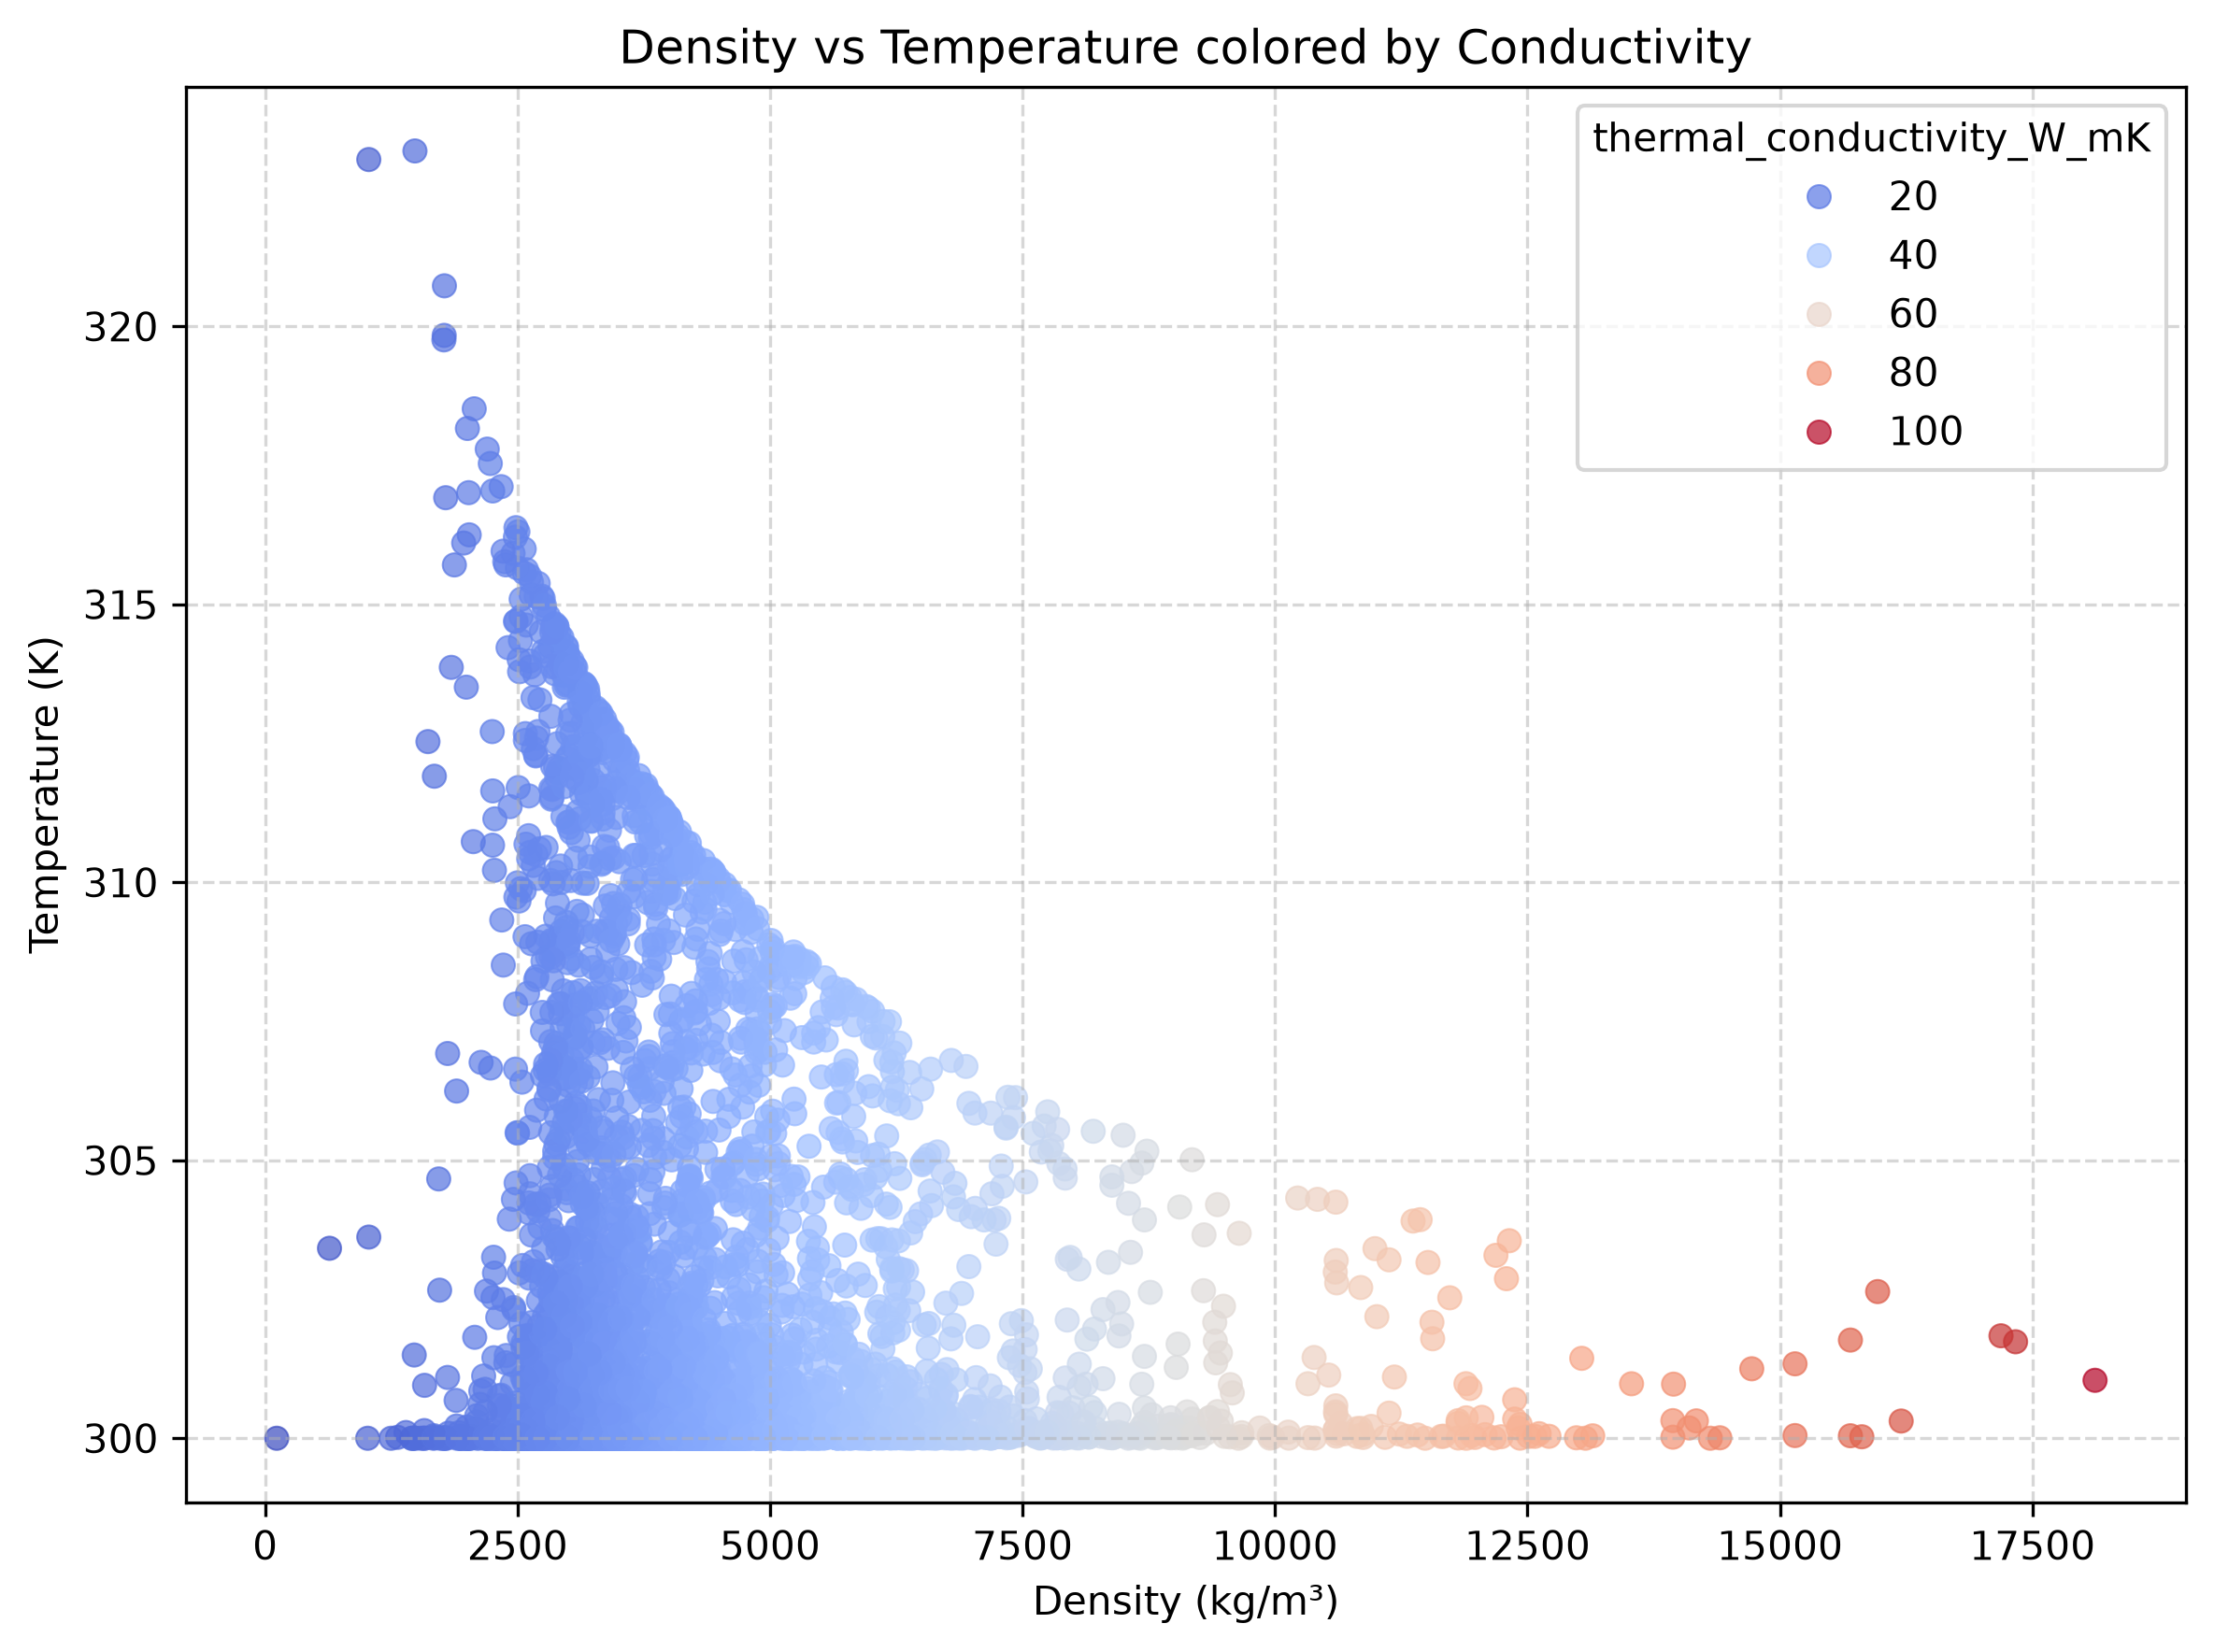 Density vs Temperature colored by Conductivity
thermal_conductivity_W_mK
20
40
60
80
100
Temperature (K)
320
315
310
305
300
0 2500 5000 7500 10000 12500 15000 17500
Density (kg/m³)